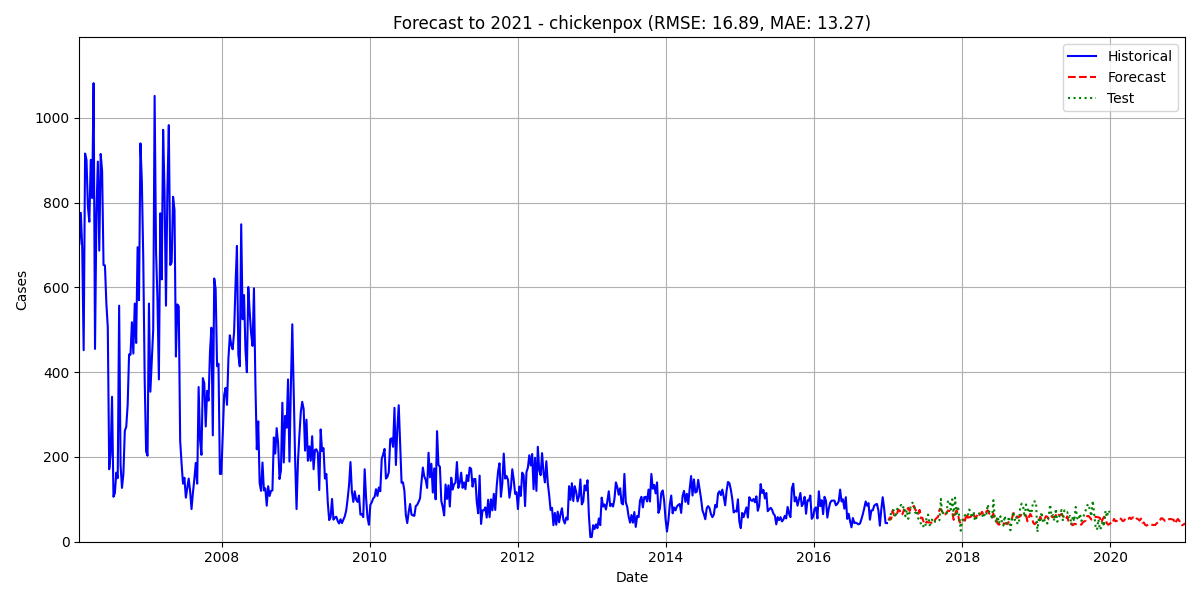 Forecast to 2021 - chickenpox (RMSE: 16.89, MAE: 13.27)
Historical
Forecast
Test
Cases
1000
800
600
400
200
0
2008
2010
2012
2014
2016
2018
2020
Date